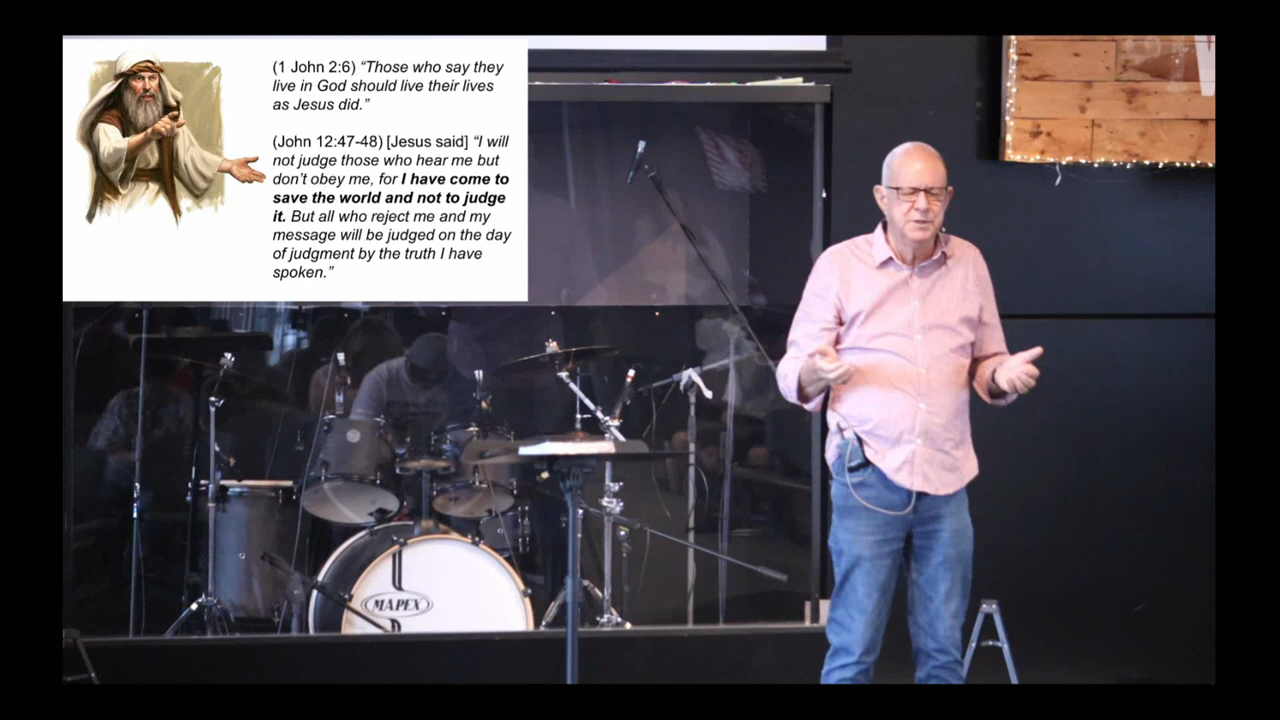 (1 John 2:6) “Those who say they
live in God should live their lives
as Jesus did.”
(John 12:47-48) [Jesus said] “I will
not judge those who hear me but
don’t obey me, for I have come to
save the world and not to judge
it. But all who reject me and my
message will be judged on the day
of judgment by the truth I have
spoken.”
MAPEX